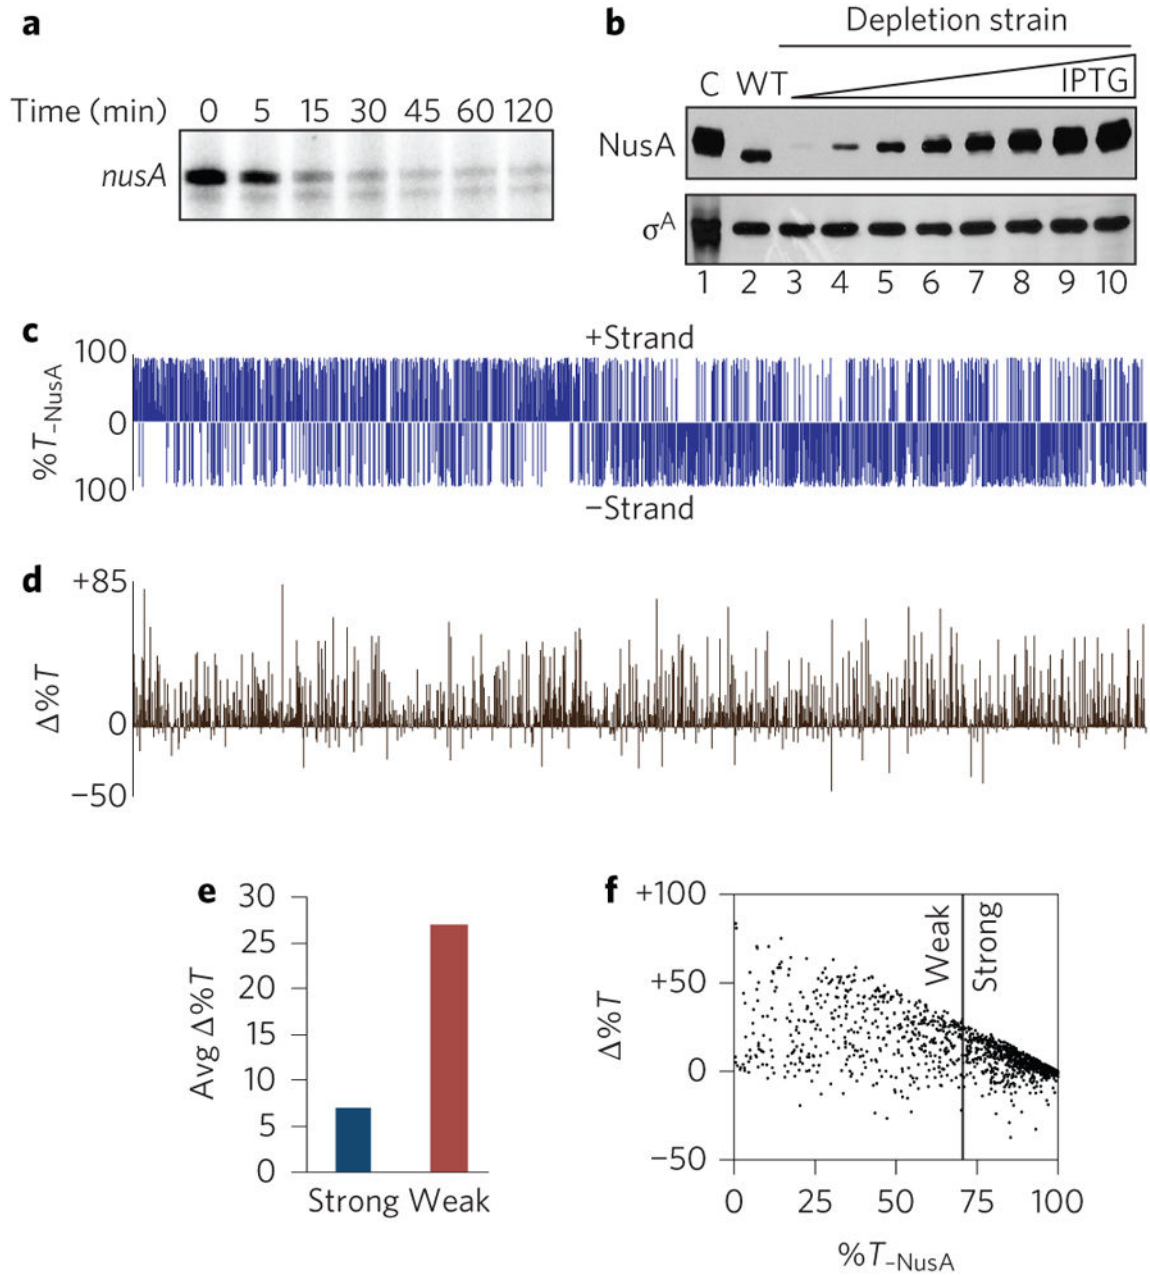 a
Time (min) 0 5 15 30 45 60 120
nusA
b
Depletion strain
C WT IPTG
NusA
σA
1 2 3 4 5 6 7 8 9 10
c
+Strand
100
0
100
%T–NusA
−Strand
d
+85
0
−50
Δ%T
e
30
25
20
15
10
5
0
Avg Δ%T
Strong Weak
f
+100
+50
0
−50
Δ%T
Weak
Strong
0 25 50 75 100
%T–NusA